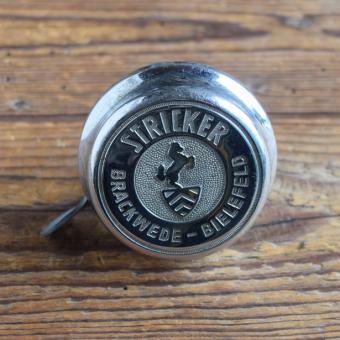 STRICKER
BRACKWEDE - BIELEFELD